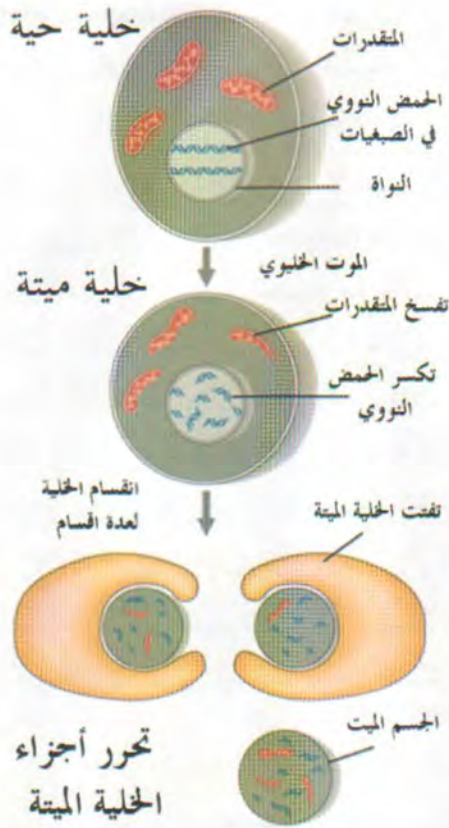 خلية حية
المتقدرات
الحمض النووي
في الصبغيات
النواة
الموت الخليوي
خلية ميتة
تفسخ المتقدرات
تكسر الحمض
النووي
انقسام الخلية
لعدة اقسام
تفتت الخلية الميتة
الجسم الميت
تحرر أجزاء
الخلية الميتة